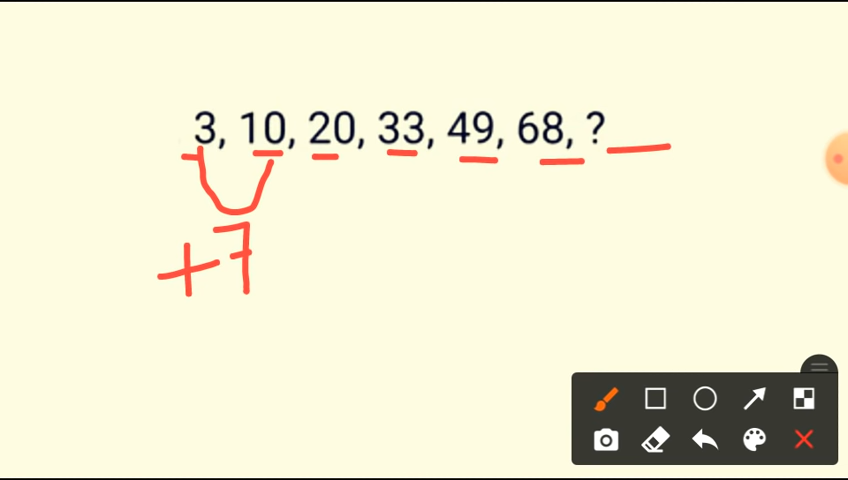 3, 10, 20, 33, 49, 68, ?
+7